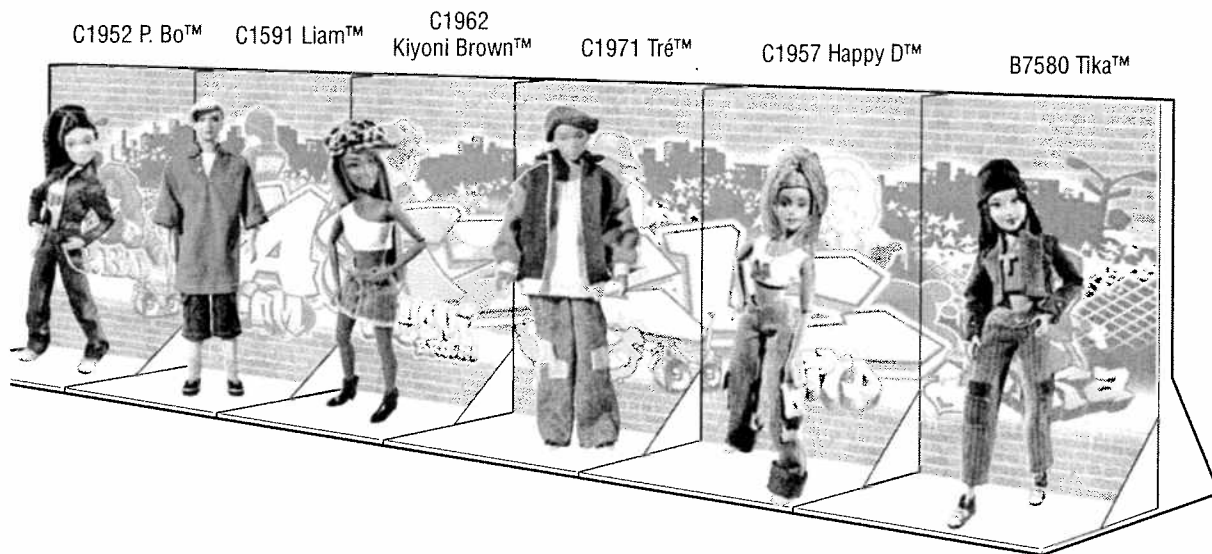 C1952 P. Bo™
C1591 Liam™
C1962
Kiyoni Brown™
C1971 Tré™
C1957 Happy D™
B7580 Tika™